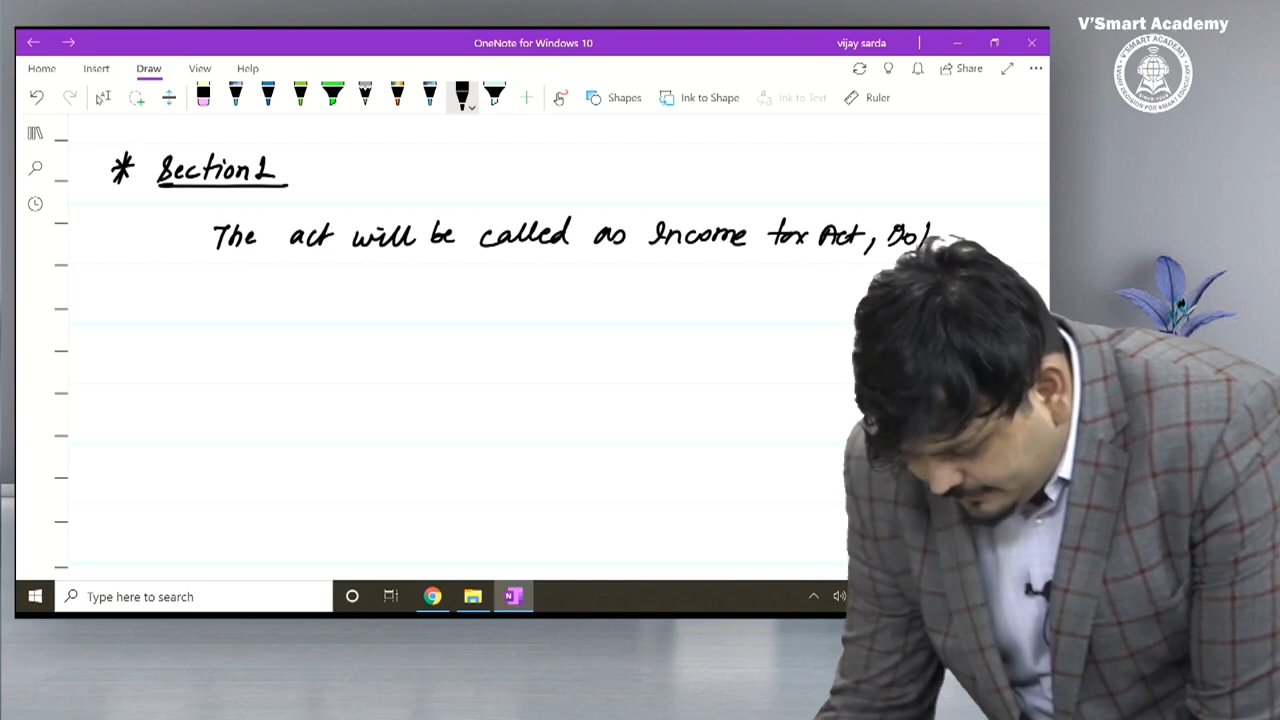 V'Smart Academy
OneNote for Windows 10
vijay sarda
Home Insert Draw View Help
Share
Shapes Ink to Shape Ink to Text Ruler
* Section 1
The act will be called as Income tax Act,
Type here to search